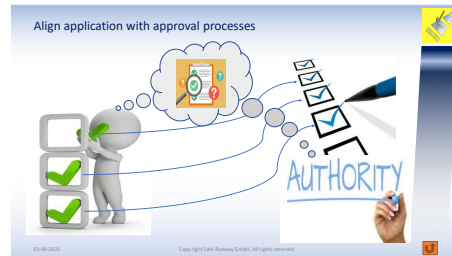 Align application with approval processes
AUTHORITY
03-09-2021
Copy right Safe-Runway GmbH, All rights reserved